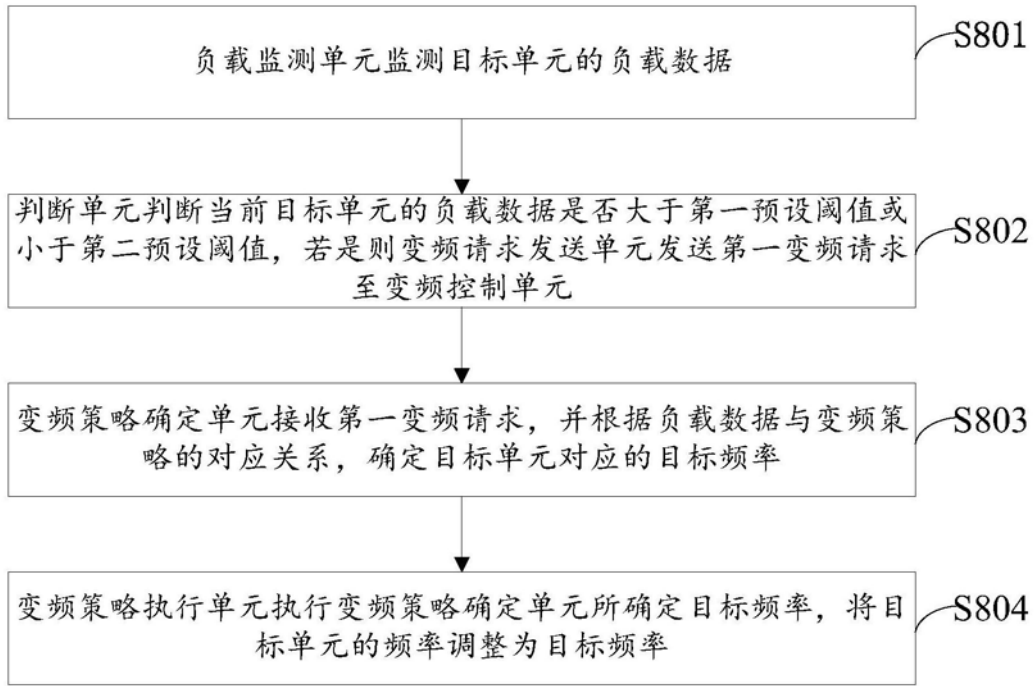 负载监测单元监测目标单元的负载数据
S801
判断单元判断当前目标单元的负载数据是否大于第一预设阈值或
小于第二预设阈值，若是则变频请求发送单元发送第一变频请求
至变频控制单元
S802
变频策略确定单元接收第一变频请求，并根据负载数据与变频策
略的对应关系，确定目标单元对应的目标频率
S803
变频策略执行单元执行变频策略确定单元所确定目标频率，将目
标单元的频率调整为目标频率
S804